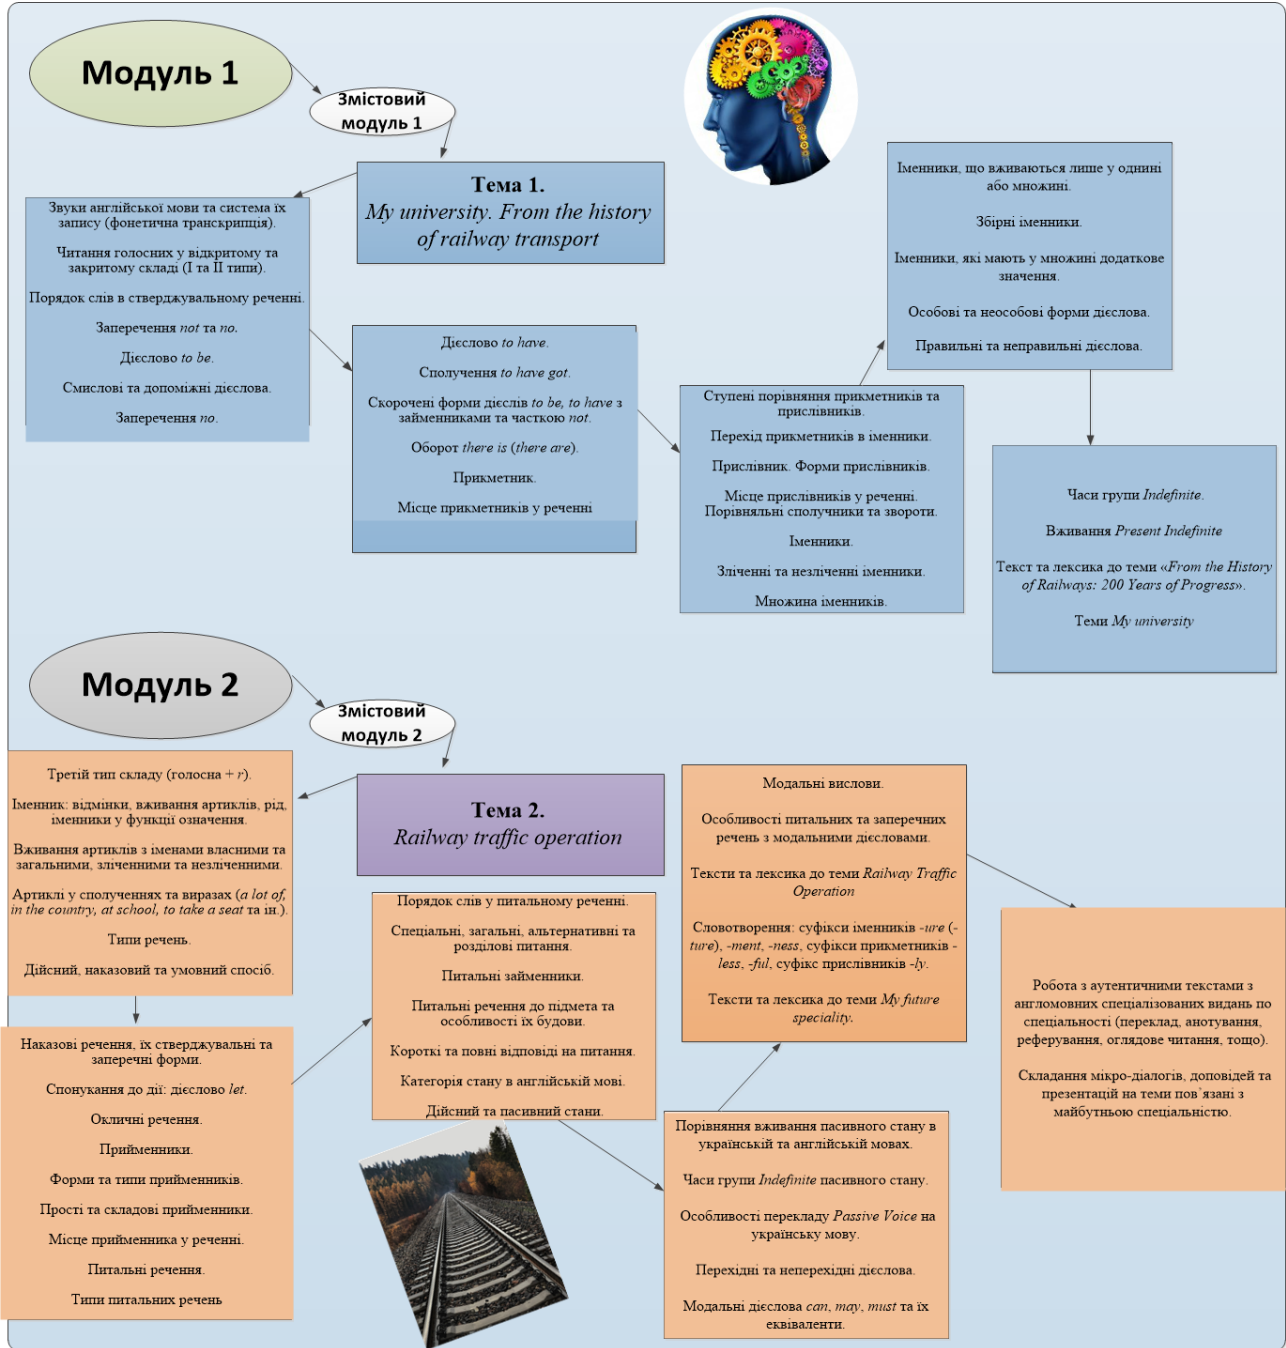 Модуль 1
Змістовий
модуль 1
Тема 1.
My university. From the history
of railway transport
Звуки англійської мови та система їх
запису (фонетична транскрипція).
Читання голосних у відкритому та
закритому складі (I та II типи).
Порядок слів в стверджувальному реченні.
Заперечення not та no.
Дієслово to be.
Смислові та допоміжні дієслова.
Заперечення no.
Дієслово to have.
Сполучення to have got.
Скорочені форми дієслів to be, to have з
займенниками та часткою not.
Оборот there is (there are).
Прикметник.
Місце прикметників у реченні
Ступені порівняння прикметників та
прислівників.
Перехід прикметників в іменники.
Прислівник. Форми прислівників.
Місце прислівників у реченні.
Порівняльні сполучники та звороти.
Іменники.
Зліченні та незліченні іменники.
Множина іменників.
Іменники, що вживаються лише у однині
або множині.
Збірні іменники.
Іменники, які мають у множині додаткове
значення.
Особові та неособові форми дієслова.
Правильні та неправильні дієслова.
Часи групи Indefinite.
Вживання Present Indefinite
Текст та лексика до теми «From the History
of Railways: 200 Years of Progress».
Теми My university
Модуль 2
Змістовий
модуль 2
Тема 2.
Railway traffic operation
Третій тип складу (голосна + r).
Іменник: відмінки, вживання артиклів, рід,
іменники у функції означення.
Вживання артиклів з іменами власними та
загальними, зліченними та незліченними.
Артиклі у сполученнях та виразах (a lot of,
in the country, at school, to take a seat та ін.).
Типи речень.
Дійсний, наказовий та умовний спосіб.
Наказові речення, їх стверджувальні та
заперечні форми.
Спонукання до дії: дієслово let.
Окличні речення.
Прийменники.
Форми та типи прийменників.
Прості та складові прийменники.
Місце прийменника у реченні.
Питальні речення.
Типи питальних речень
Порядок слів у питальному реченні.
Спеціальні, загальні, альтернативні та
розділові питання.
Питальні займенники.
Питальні речення до підмета та
особливості їх будови.
Короткі та повні відповіді на питання.
Категорія стану в англійській мові.
Дійсний та пасивний стани.
Порівняння вживання пасивного стану в
українській та англійській мовах.
Часи групи Indefinite пасивного стану.
Особливості перекладу Passive Voice на
українську мову.
Перехідні та неперехідні дієслова.
Модальні дієслова can, may, must та їх
еквіваленти.
Модальні вислови.
Особливості питальних та заперечних
речень з модальними дієсловами.
Тексти та лексика до теми Railway Traffic
Operation
Словотворення: суфікси іменників -ure (-
ture), -ment, -ness, суфікси прикметників -
less, -ful, суфікс прислівників -ly.
Тексти та лексика до теми My future
speciality.
Робота з аутентичними текстами з
англомовних спеціалізованих видань по
спеціальності (переклад, анотування,
реферування, оглядове читання, тощо).
Складання мікро-діалогів, доповідей та
презентацій на теми пов’язані з
майбутньою спеціальністю.